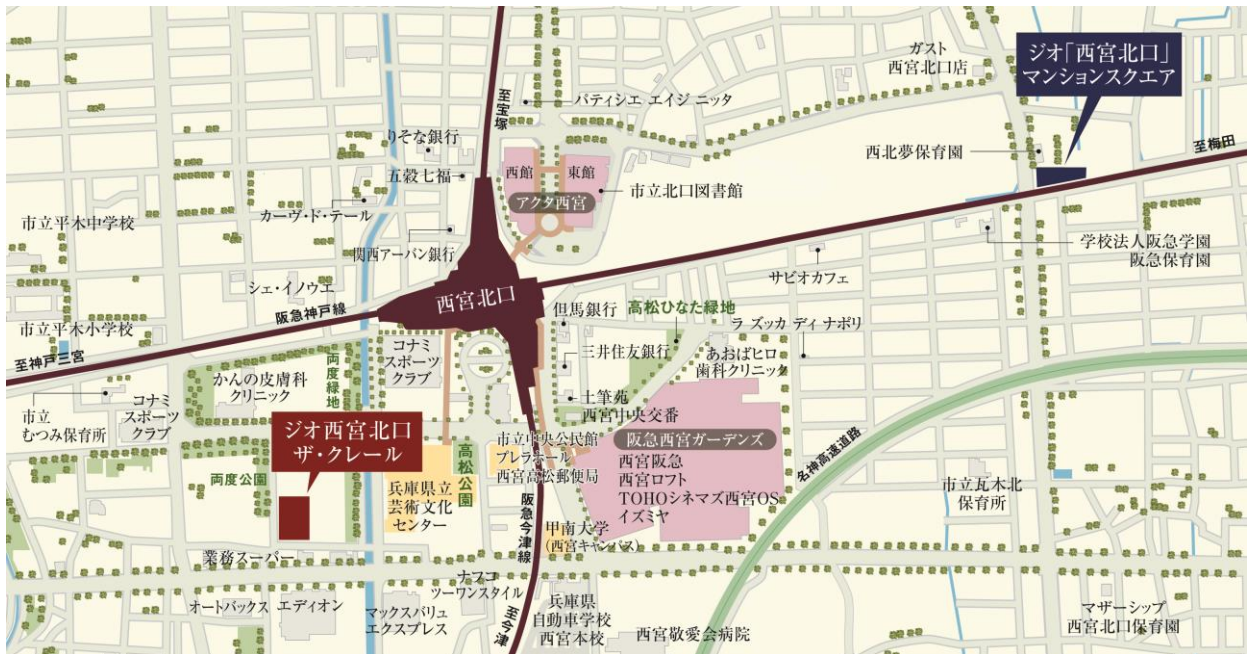 ガスト
西宮北口店
ジオ「西宮北口」
マンションスクエア
至宝塚
パティシエ エイジ ニッタ
りそな銀行
五穀七福
西館
東館
アクタ西宮
市立北口図書館
西北夢保育園
至梅田
カーヴ・ド・テール
市立平木中学校
関西アーバン銀行
学校法人阪急学園
阪急保育園
サビオカフェ
シェ・イノウエ
西宮北口
阪急神戸線
但馬銀行
高松ひなた緑地
ラ ズッカ ディ ナポリ
市立平木小学校
至神戸三宮
コナミ
スポーツ
クラブ
三井住友銀行
あおばヒロ
歯科クリニック
両度緑地
かんの皮膚科
クリニック
市立
むつみ保育所
コナミ
スポーツ
クラブ
土筆苑
西宮中央交番
ジオ西宮北口
ザ・クレール
市立中央公民館
プレラホール
西宮高松郵便局
阪急西宮ガーデンズ
西宮阪急
西宮ロフト
TOHOシネマズ西宮OS
イズミヤ
名神高速道路
高松公園
両度公園
兵庫県立
芸術文化
センター
市立瓦木北
保育所
阪急今津線
甲南大学
(西宮キャンパス)
業務スーパー
ナフコ
ツーワンスタイル
オートバックス
エディオン
マックスバリュ
エクスプレス
至今津
兵庫県
自動車学校
西宮本校
西宮敬愛会病院
マザーシップ
西宮北口保育園